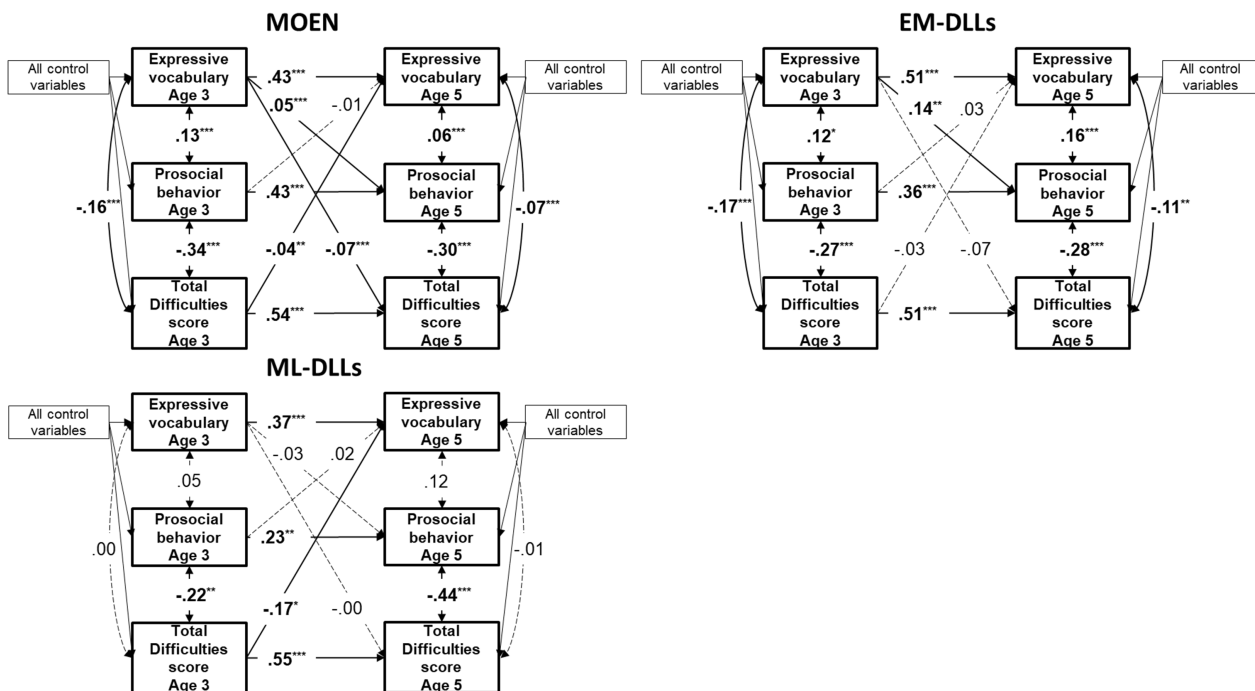 MOEN
All control
variables
Expressive
vocabulary
Age 3
.43***
.05***
-.01
Expressive
vocabulary
Age 5
All control
variables
.13***
.06***
Prosocial
behavior
Age 3
.43***
Prosocial
behavior
Age 5
-.16***
-.07***
-.34***
-.04**
-.07***
-.30***
Total
Difficulties
score
Age 3
.54***
Total
Difficulties
score
Age 5
EM-DLLs
All control
variables
Expressive
vocabulary
Age 3
.51***
.14**
.03
Expressive
vocabulary
Age 5
All control
variables
.12*
.16***
Prosocial
behavior
Age 3
.36***
Prosocial
behavior
Age 5
-.17***
-.11**
-.27***
-.03
-.07
-.28***
Total
Difficulties
score
Age 3
.51***
Total
Difficulties
score
Age 5
ML-DLLs
All control
variables
Expressive
vocabulary
Age 3
.37***
-.03
.02
Expressive
vocabulary
Age 5
All control
variables
.05
.12
Prosocial
behavior
Age 3
.23**
Prosocial
behavior
Age 5
.00
-.01
-.22**
-.17*
-.00
-.44***
Total
Difficulties
score
Age 3
.55***
Total
Difficulties
score
Age 5